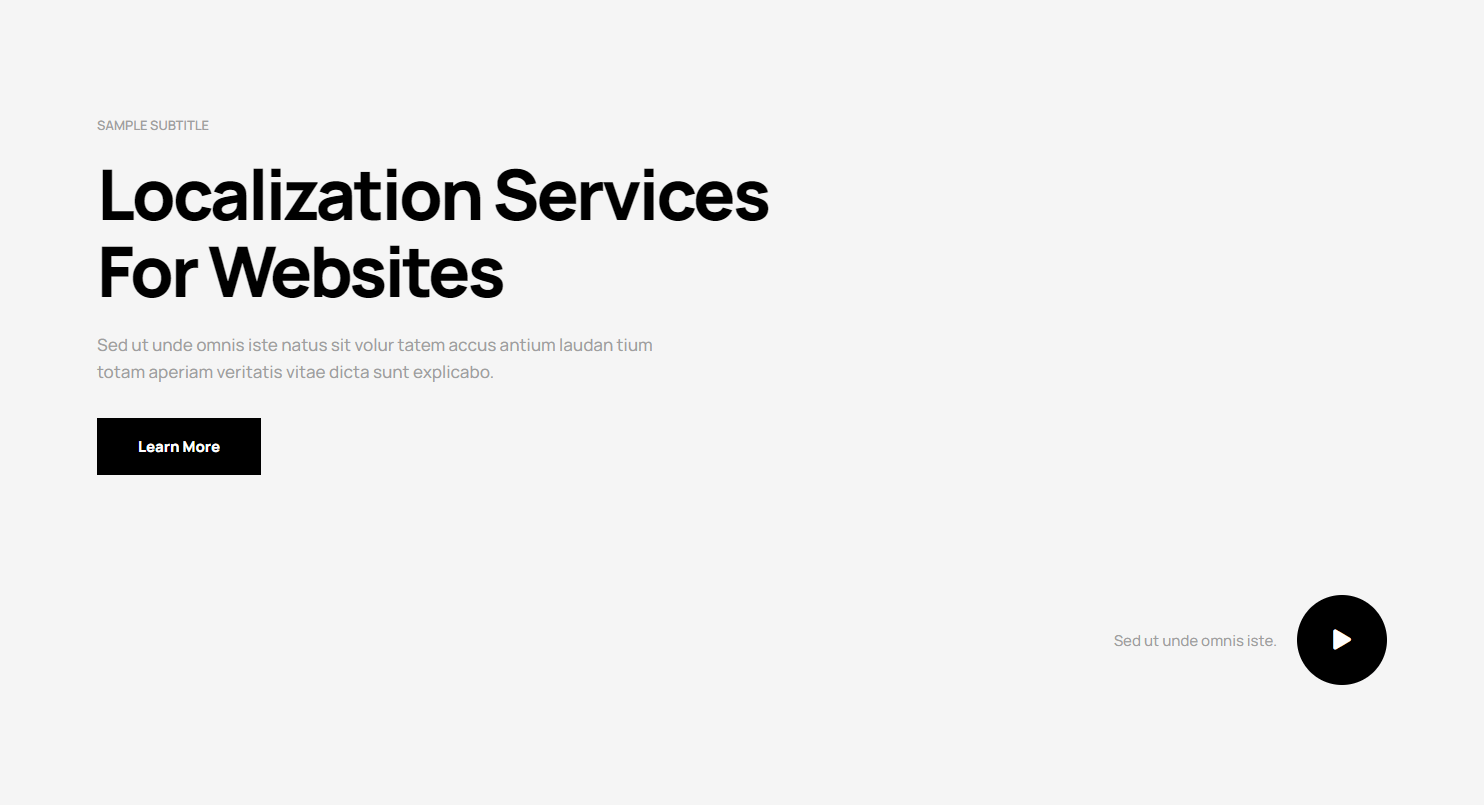 SAMPLE SUBTITLE
Localization Services
For Websites
Sed ut unde omnis iste natus sit volur tatem accus antium laudan tium
totam aperiam veritatis vitae dicta sunt explicabo.
Learn More
Sed ut unde omnis iste.